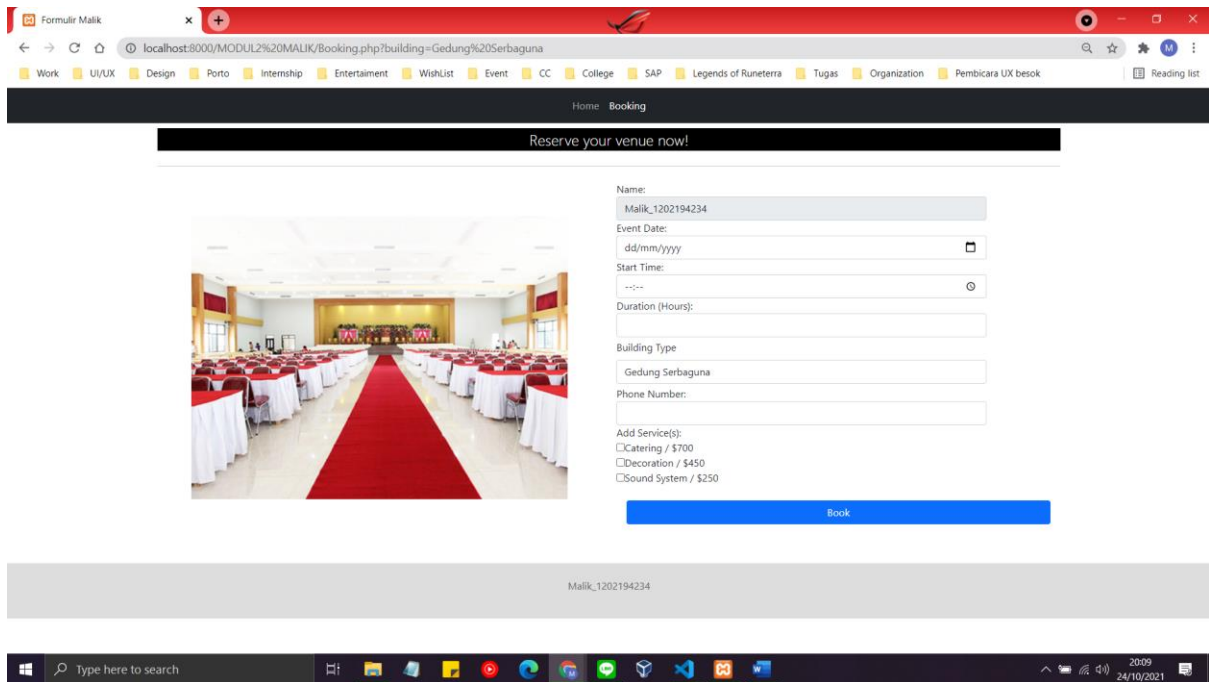 Formulir Malik
localhost:8000/MODUL2%20MALIK/Booking.php?building=Gedung%20Serbaguna
M
Work UI/UX Design Porto Internship Entertaiment WishList Event CC College SAP Legends of Runeterra Tugas Organization Pembicara UX besok Reading list
Home Booking
Reserve your venue now!
Name:
Malik_1202194234
Event Date:
dd/mm/yyyy
Start Time:
--:--
Duration (Hours):
Building Type
Gedung Serbaguna
Phone Number:
Add Service(s):
Catering / $700
Decoration / $450
Sound System / $250
Book
Malik_1202194234
Type here to search
20:09
24/10/2021